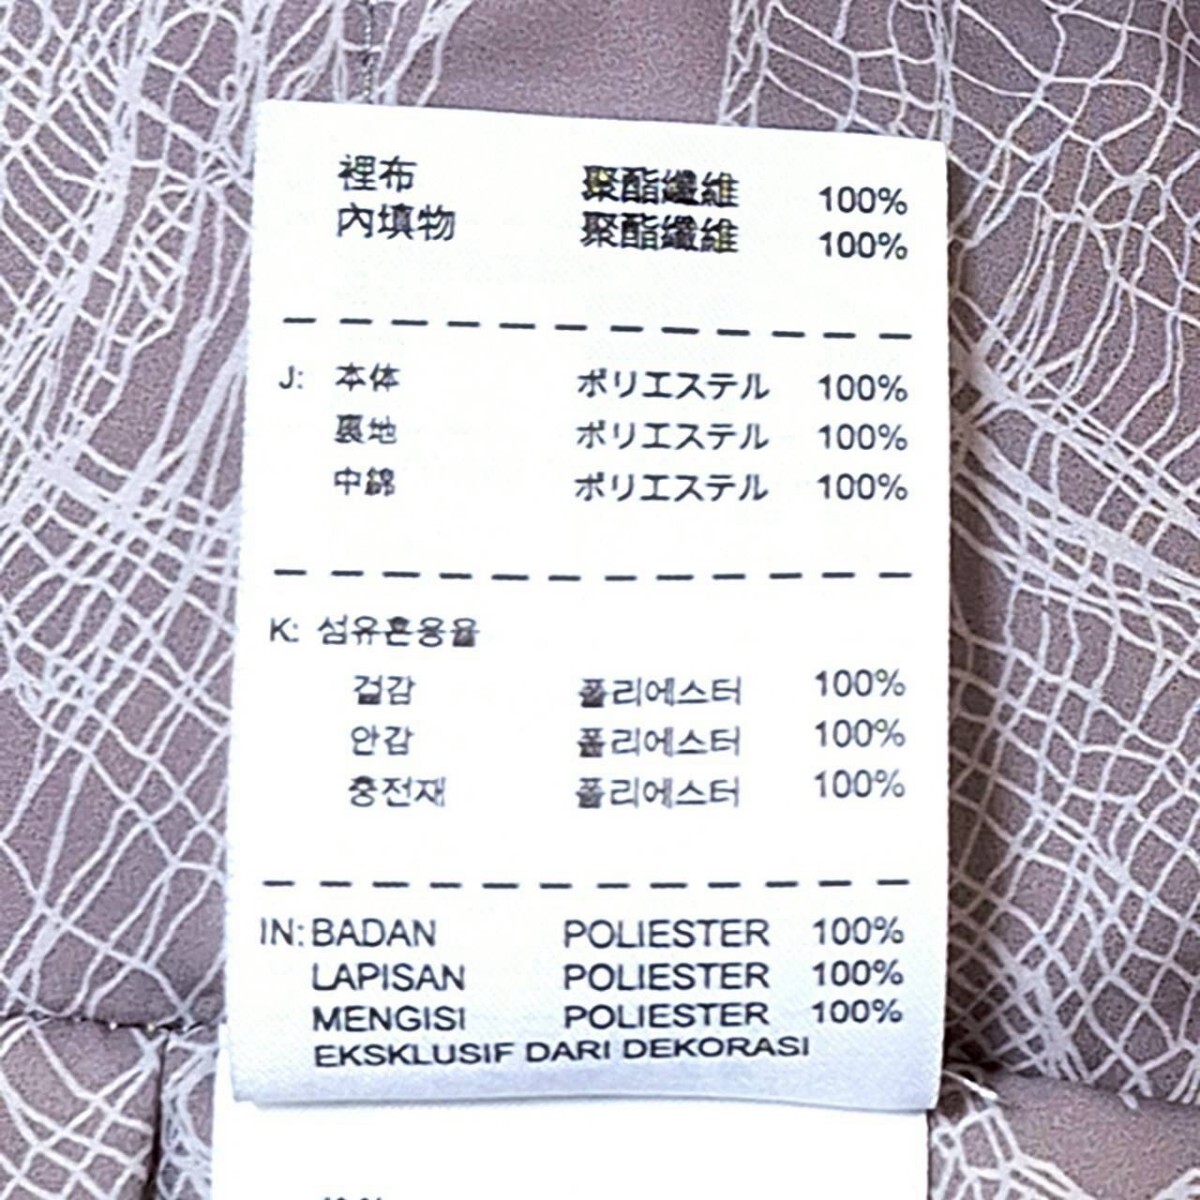 裡布 聚酯纖維 100%
內填物 聚酯纖維 100%
J: 本体 ポリエステル 100%
裏地 ポリエステル 100%
中綿 ポリエステル 100%
K: 섬유혼용율
겉감 폴리에스터 100%
안감 폴리에스터 100%
충전재 폴리에스터 100%
IN: BADAN POLIESTER 100%
LAPISAN POLIESTER 100%
MENGISI POLIESTER 100%
EKSKLUSIF DARI DEKORASI